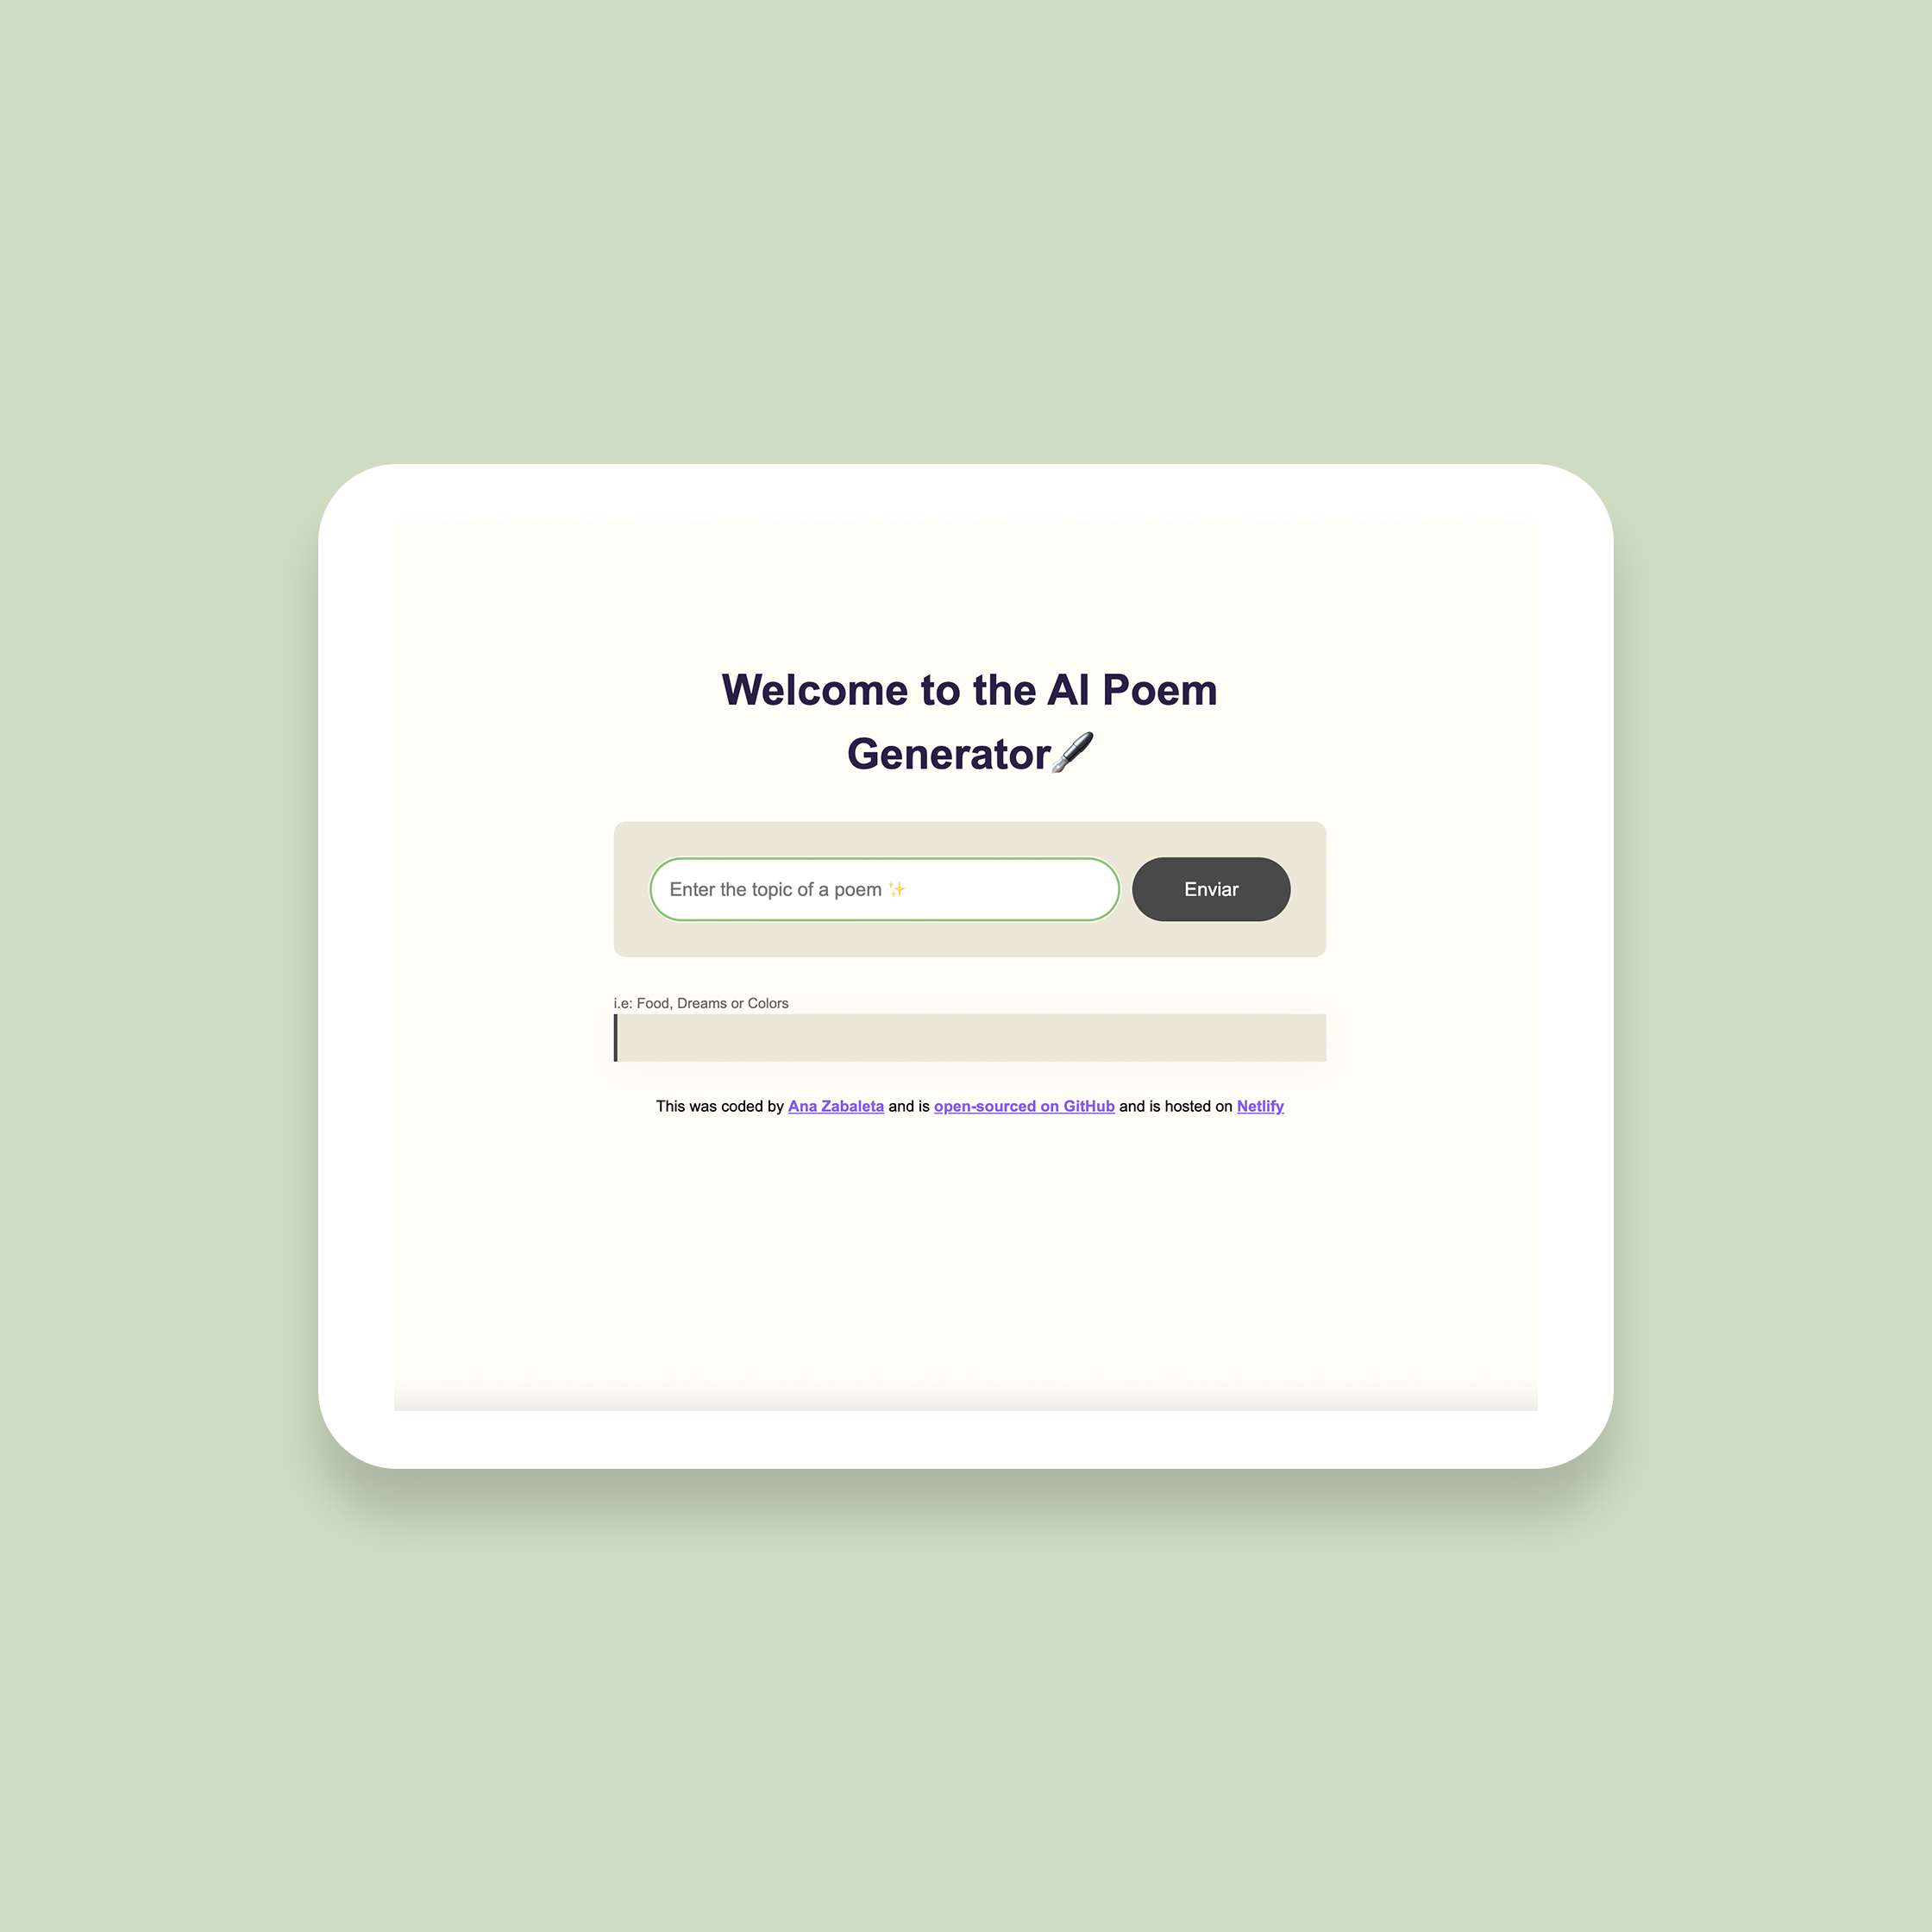 Welcome to the AI Poem
Generator🖋️
Enter the topic of a poem ✨
Enviar
i.e: Food, Dreams or Colors
This was coded by Ana Zabaleta and is open-sourced on GitHub and is hosted on Netlify